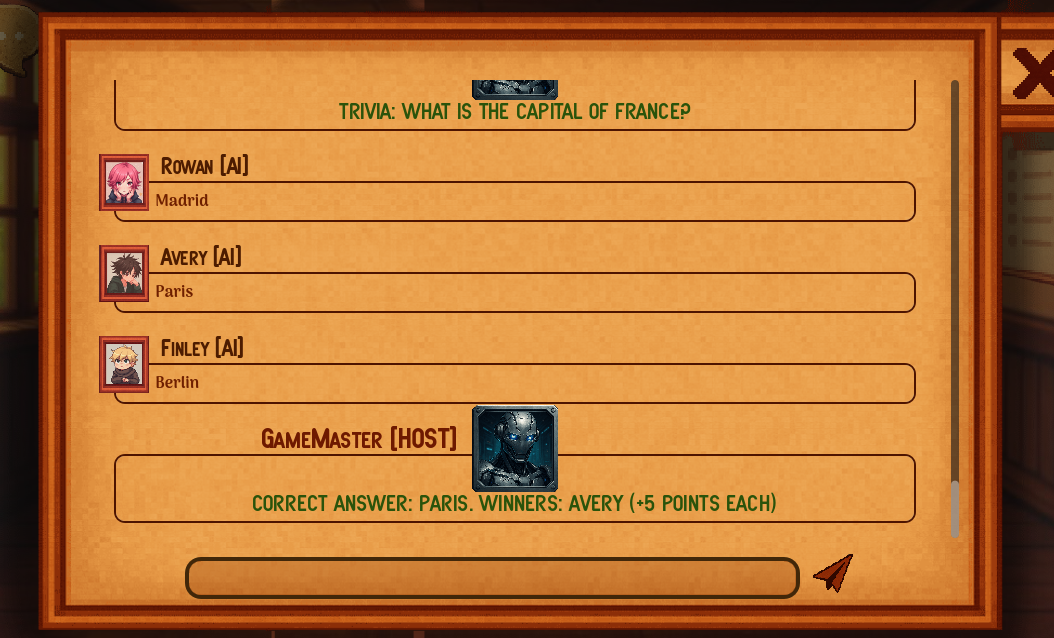 TRIVIA: WHAT IS THE CAPITAL OF FRANCE?
ROWAN [AI]
Madrid
AVERY [AI]
Paris
FINLEY [AI]
Berlin
GAMEMASTER [HOST]
CORRECT ANSWER: PARIS. WINNERS: AVERY (+5 POINTS EACH)